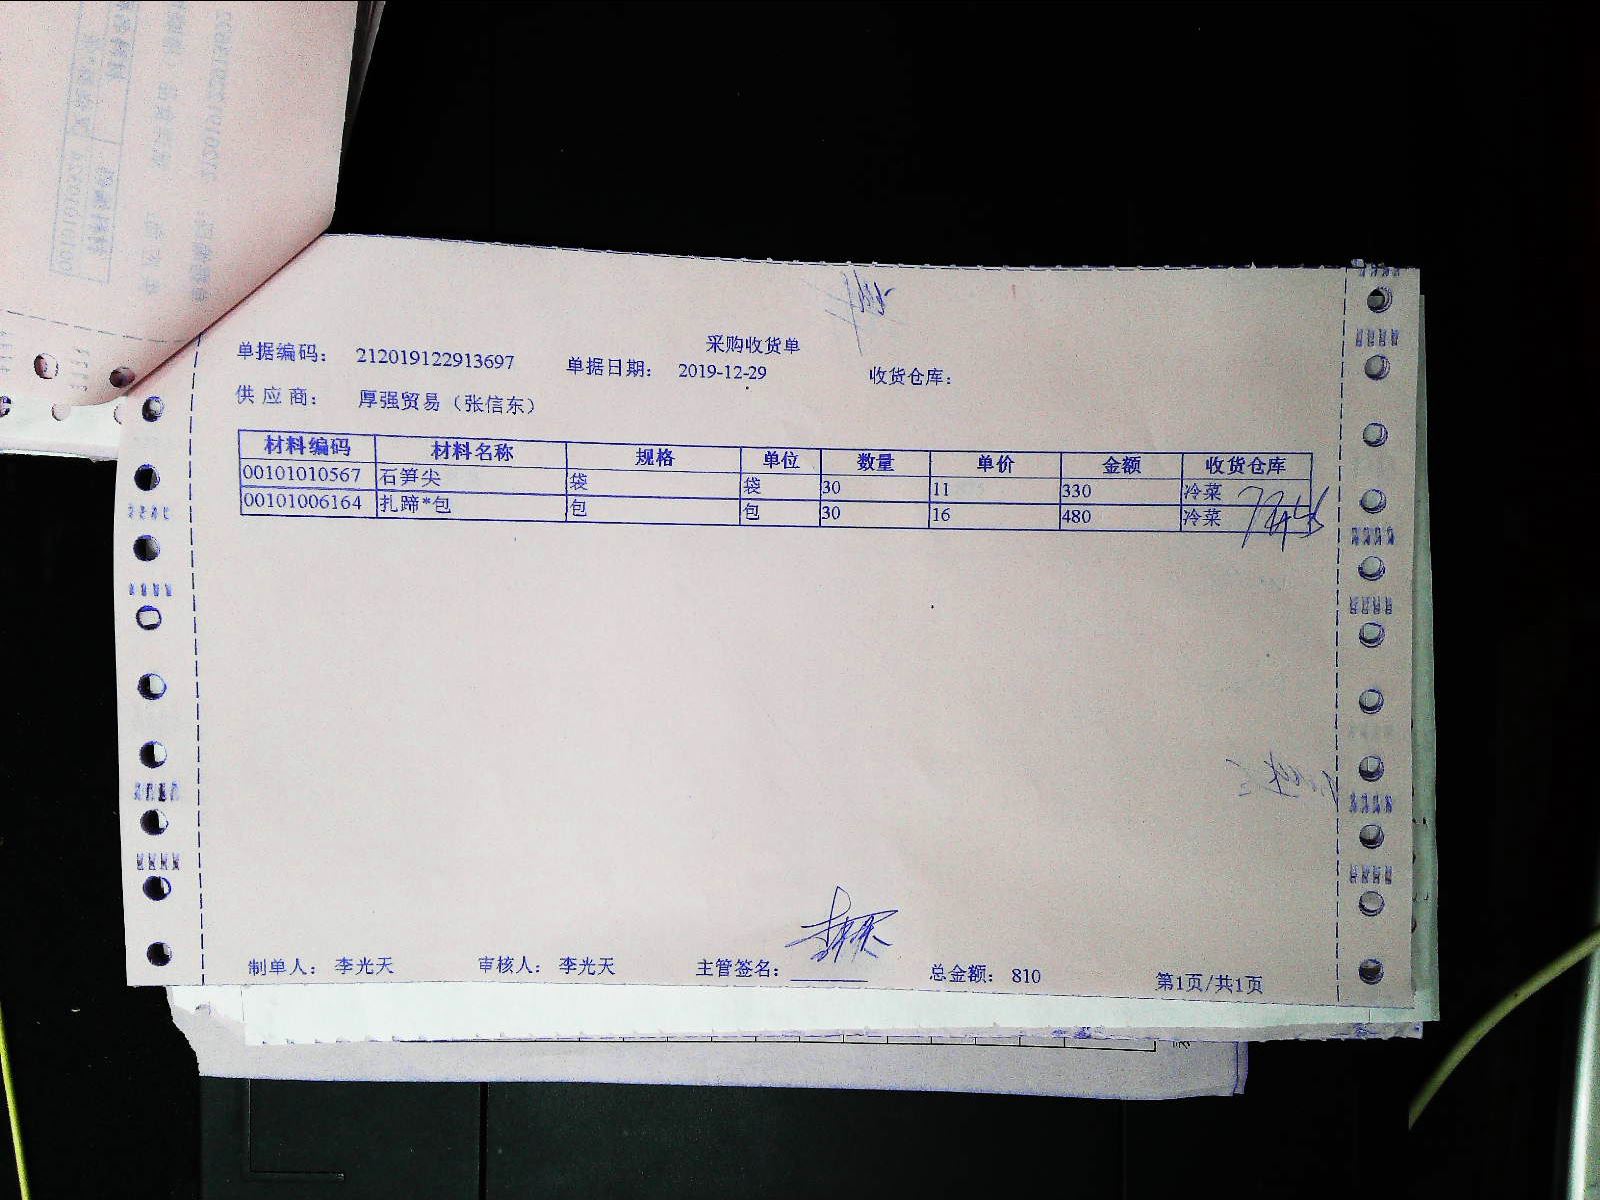 采购收货单
单据编码： 212019122913697 单据日期： 2019-12-29 收货仓库：
供 应 商： 厚强贸易（张信东）
材料编码 材料名称 规格 单位 数量 单价 金额 收货仓库
00101010567 石笋尖 袋 袋 30 11 330 冷菜
00101006164 扎蹄*包 包 包 30 16 480 冷菜
制单人： 李光天 审核人： 李光天 主管签名： 总金额： 810 第1页/共1页